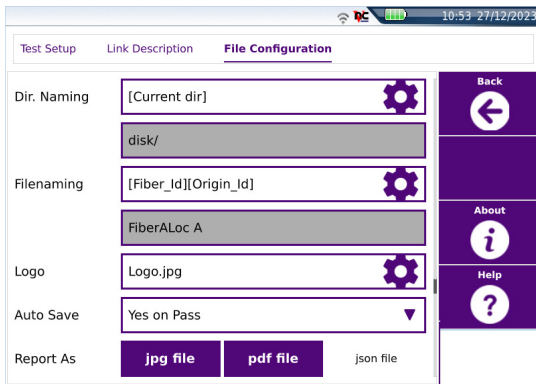 10:53 27/12/2023
Test Setup Link Description File Configuration
Dir. Naming [Current dir]
disk/
Filenaming [Fiber_Id][Origin_Id]
FiberALoc A
Logo Logo.jpg
Auto Save Yes on Pass
Report As jpg file pdf file json file
Back
About
i
Help
?